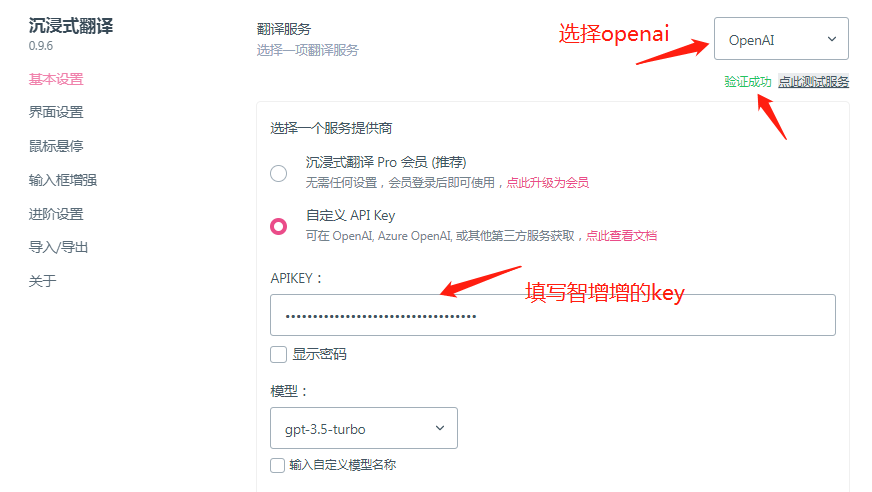 沉浸式翻译
0.9.6
基本设置
界面设置
鼠标悬停
输入框增强
进阶设置
导入/导出
关于
翻译服务
选择一项翻译服务
选择openai
OpenAI
验证成功 点此测试服务
选择一个服务提供商
沉浸式翻译 Pro 会员 (推荐)
无需任何设置，会员登录后即可使用，点此升级为会员
自定义 API Key
可在 OpenAI, Azure OpenAI, 或其他第三方服务获取，点此查看文档
APIKEY：
填写智增增的key
••••••••••••••••••••••••••••••••••••
显示密码
模型：
gpt-3.5-turbo
输入自定义模型名称